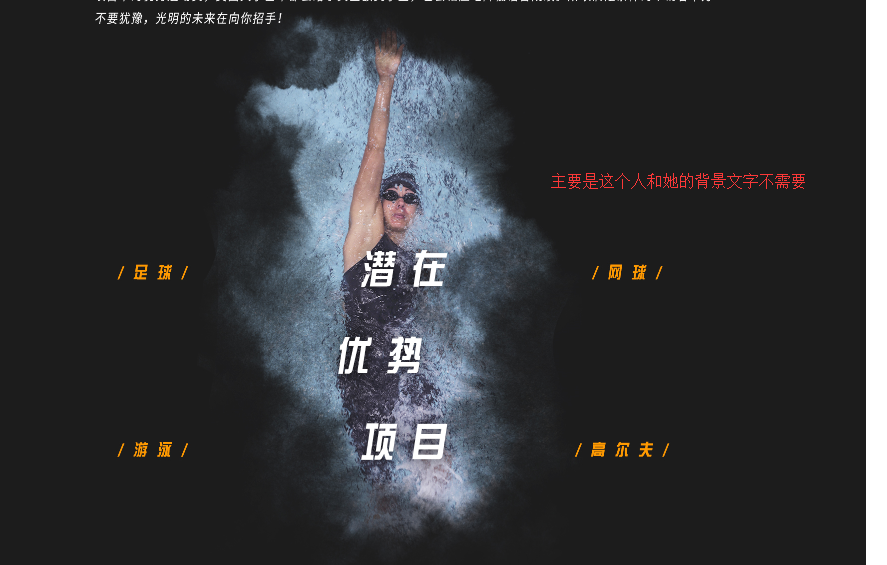 不要犹豫，光明的未来在向你招手！
主要是这个人和她的背景文字不需要
潜在
/ 足球 /
/ 网球 /
优势
项目
/ 游泳 /
/ 高尔夫 /